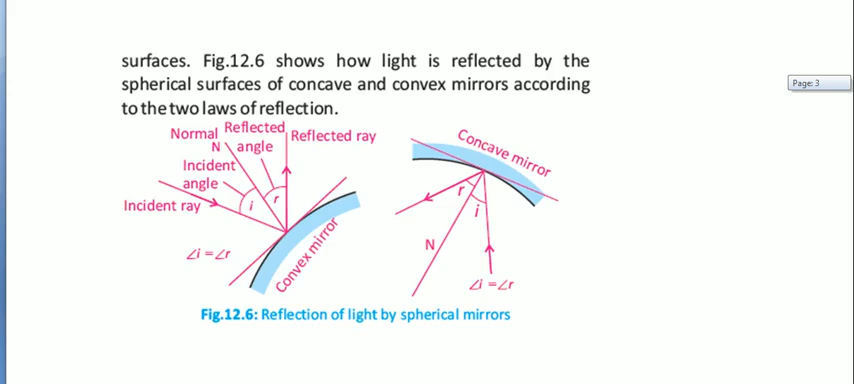 surfaces. Fig.12.6 shows how light is reflected by the
spherical surfaces of concave and convex mirrors according
to the two laws of reflection.
Page: 3
Normal
N
Reflected
angle
Reflected ray
Incident
angle
Incident ray
i
r
∠i =∠r
Convex mirror
Concave mirror
r
i
N
∠i =∠r
Fig.12.6: Reflection of light by spherical mirrors